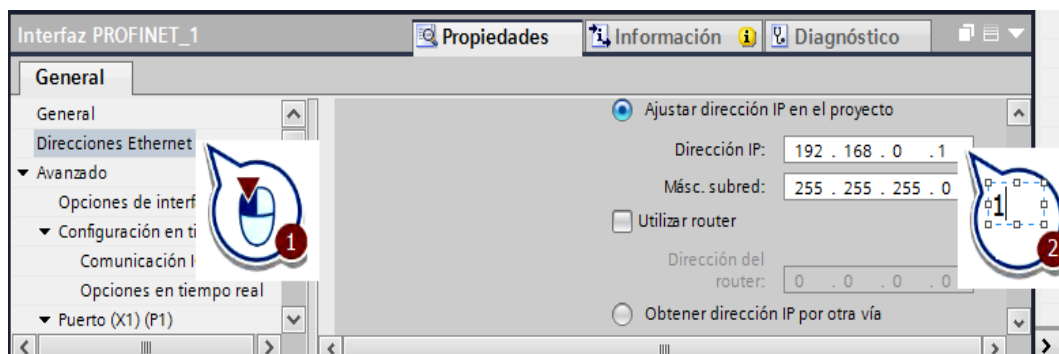 Interfaz PROFINET_1
Propiedades
Información
Diagnóstico
General
General
Direcciones Ethernet
Avanzado
Opciones de interf
Configuración en ti
Comunicación I
Opciones en tiempo real
Puerto (X1) (P1)
1
Ajustar dirección IP en el proyecto
Dirección IP: 192 . 168 . 0 . 1
Másc. subred: 255 . 255 . 255 . 0
Utilizar router
Dirección del
router: 0 . 0 . 0 . 0
Obtener dirección IP por otra vía
1
2